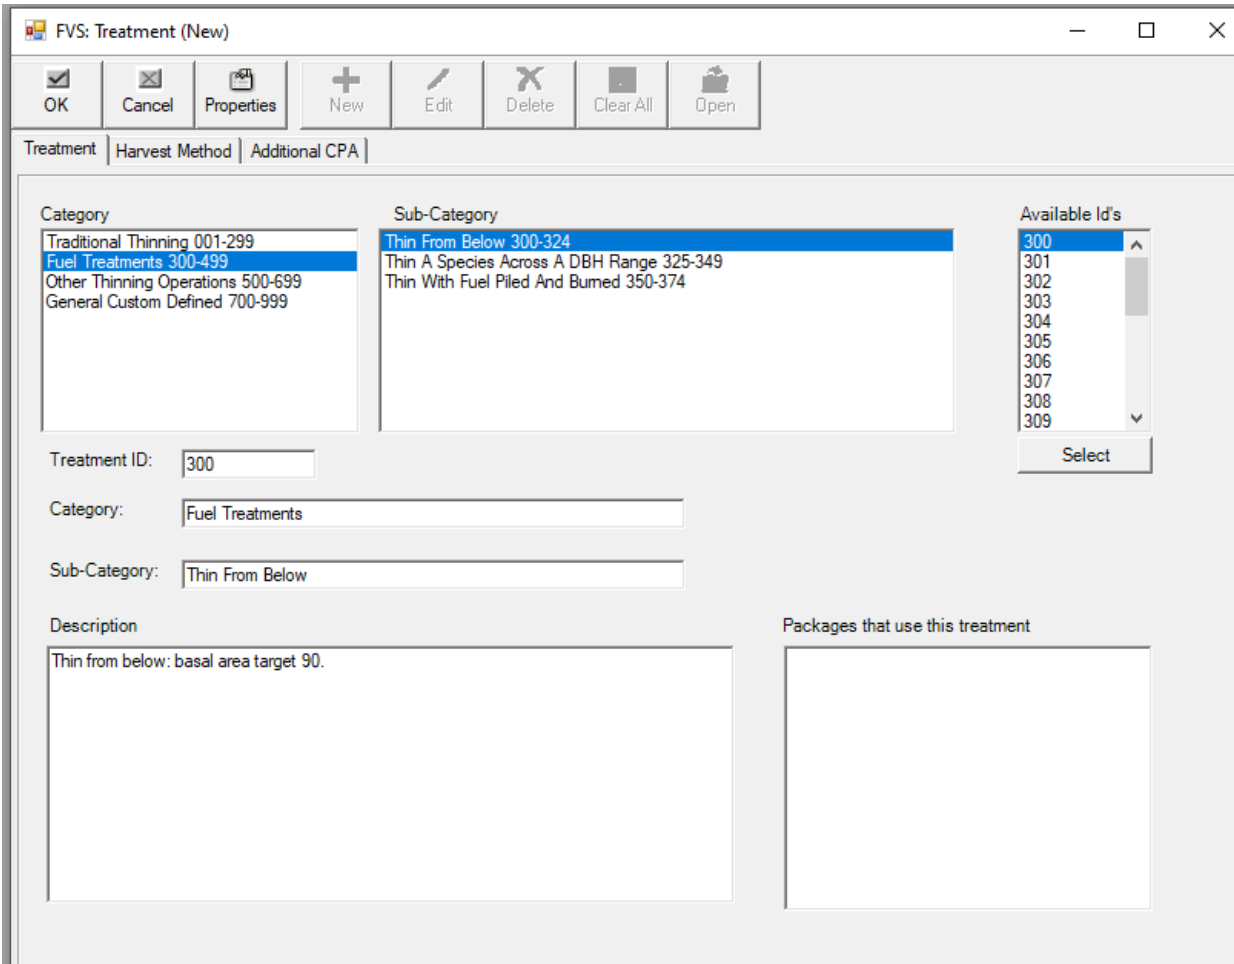 FVS: Treatment (New)
OK Cancel Properties New Edit Delete Clear All Open
Treatment Harvest Method Additional CPA
Category Sub-Category Available Id's
Traditional Thinning 001-299
Fuel Treatments 300-499
Other Thinning Operations 500-699
General Custom Defined 700-999
Thin From Below 300-324
Thin A Species Across A DBH Range 325-349
Thin With Fuel Piled And Burned 350-374
300
301
302
303
304
305
306
307
308
309
Select
Treatment ID: 300
Category: Fuel Treatments
Sub-Category: Thin From Below
Description Packages that use this treatment
Thin from below: basal area target 90.